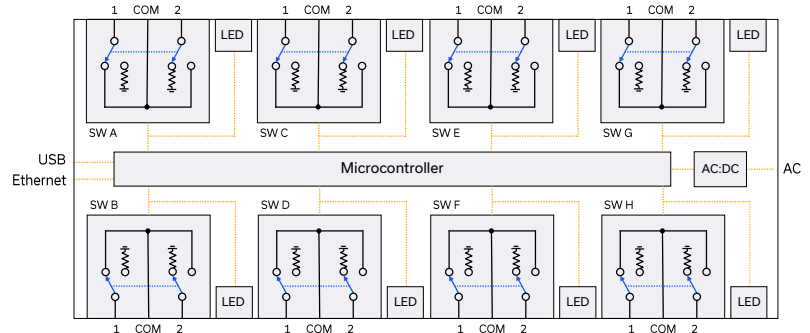 1 COM 2 1 COM 2 1 COM 2 1 COM 2
LED LED LED LED
SW A SW C SW E SW G
USB
Microcontroller AC:DC AC
Ethernet
SW B SW D SW F SW H
LED LED LED LED
1 COM 2 1 COM 2 1 COM 2 1 COM 2